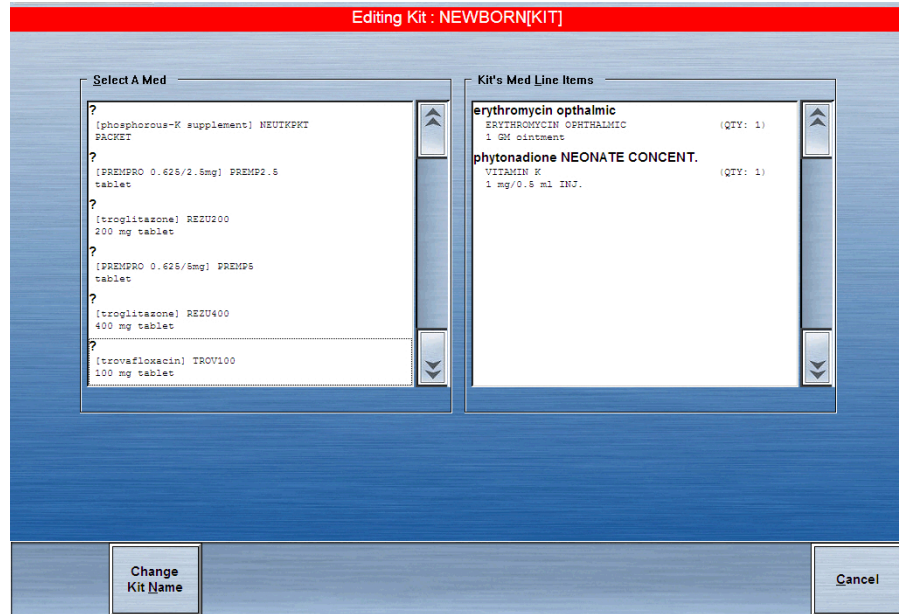 Editing Kit : NEWBORN[KIT]
Select A Med
?
[phosphorous-K supplement] NEUTKPKT
PACKET
?
[PREMPRO 0.625/2.5mg] PREMP2.5
tablet
?
[troglitazone] REZU200
200 mg tablet
?
[PREMPRO 0.625/5mg] PREMP5
tablet
?
[troglitazone] REZU400
400 mg tablet
?
[trovafloxacin] TROV100
100 mg tablet
Kit's Med Line Items
erythromycin opthalmic
ERYTHROMYCIN OPHTHALMIC (QTY: 1)
1 GM ointment
phytonadione NEONATE CONCENT.
VITAMIN K (QTY: 1)
1 mg/0.5 ml INJ.
Change
Kit Name
Cancel